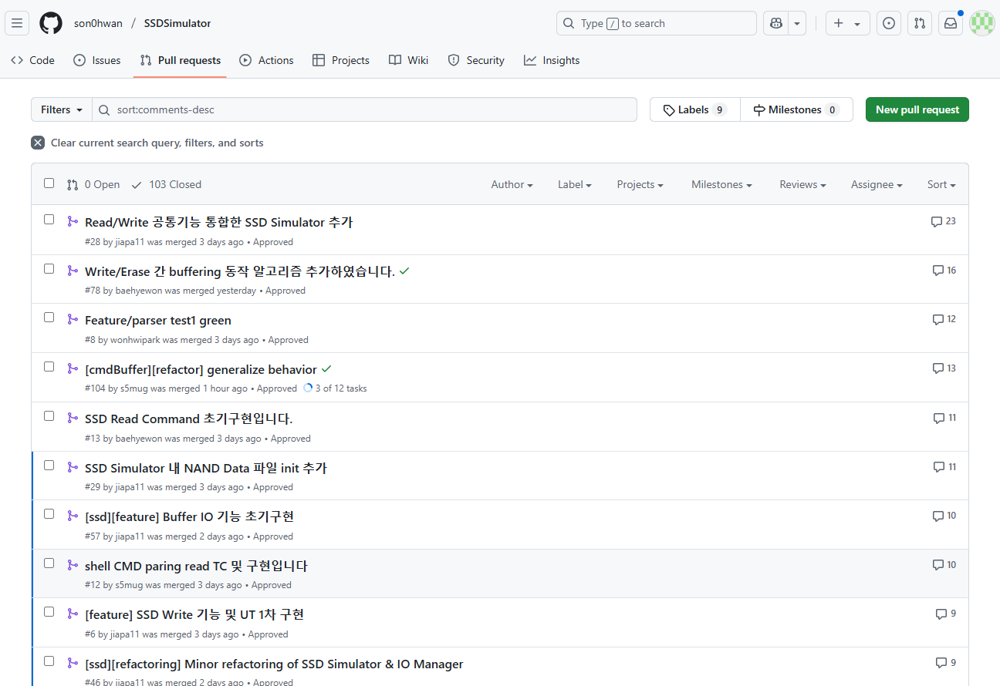 son0hwan / SSDSimulator
Type / to search
Code Issues Pull requests Actions Projects Wiki Security Insights
Filters sort:comments-desc Labels 9 Milestones 0 New pull request
Clear current search query, filters, and sorts
0 Open 103 Closed Author Label Projects Milestones Reviews Assignee Sort
Read/Write 공통기능 통합한 SSD Simulator 추가 23
#28 by jiapa11 was merged 3 days ago • Approved
Write/Erase 간 buffering 동작 알고리즘 추가하였습니다. 16
#78 by baehyewon was merged yesterday • Approved
Feature/parser test1 green 12
#8 by wonhwipark was merged 3 days ago • Approved
[cmdBuffer][refactor] generalize behavior 13
#104 by s5mug was merged 1 hour ago • Approved 3 of 12 tasks
SSD Read Command 초기구현입니다. 11
#13 by baehyewon was merged 3 days ago • Approved
SSD Simulator 내 NAND Data 파일 init 추가 11
#29 by jiapa11 was merged 3 days ago • Approved
[ssd][feature] Buffer IO 기능 초기구현 10
#57 by jiapa11 was merged 2 days ago • Approved
shell CMD paring read TC 및 구현입니다 10
#12 by s5mug was merged 3 days ago • Approved
[feature] SSD Write 기능 및 UT 1차 구현 9
#6 by jiapa11 was merged 3 days ago • Approved
[ssd][refactoring] Minor refactoring of SSD Simulator & IO Manager 9
#46 by jiapa11 was merged 2 days ago • Approved